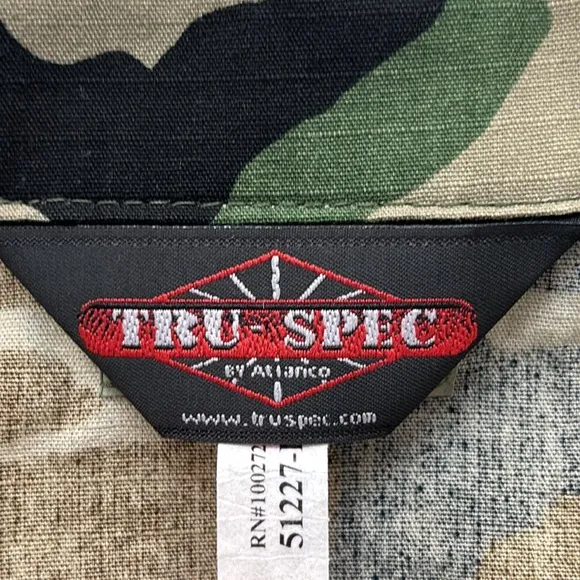 TRU-SPEC
BY Atlanco
www.truspec.com
RN#100272
51227-